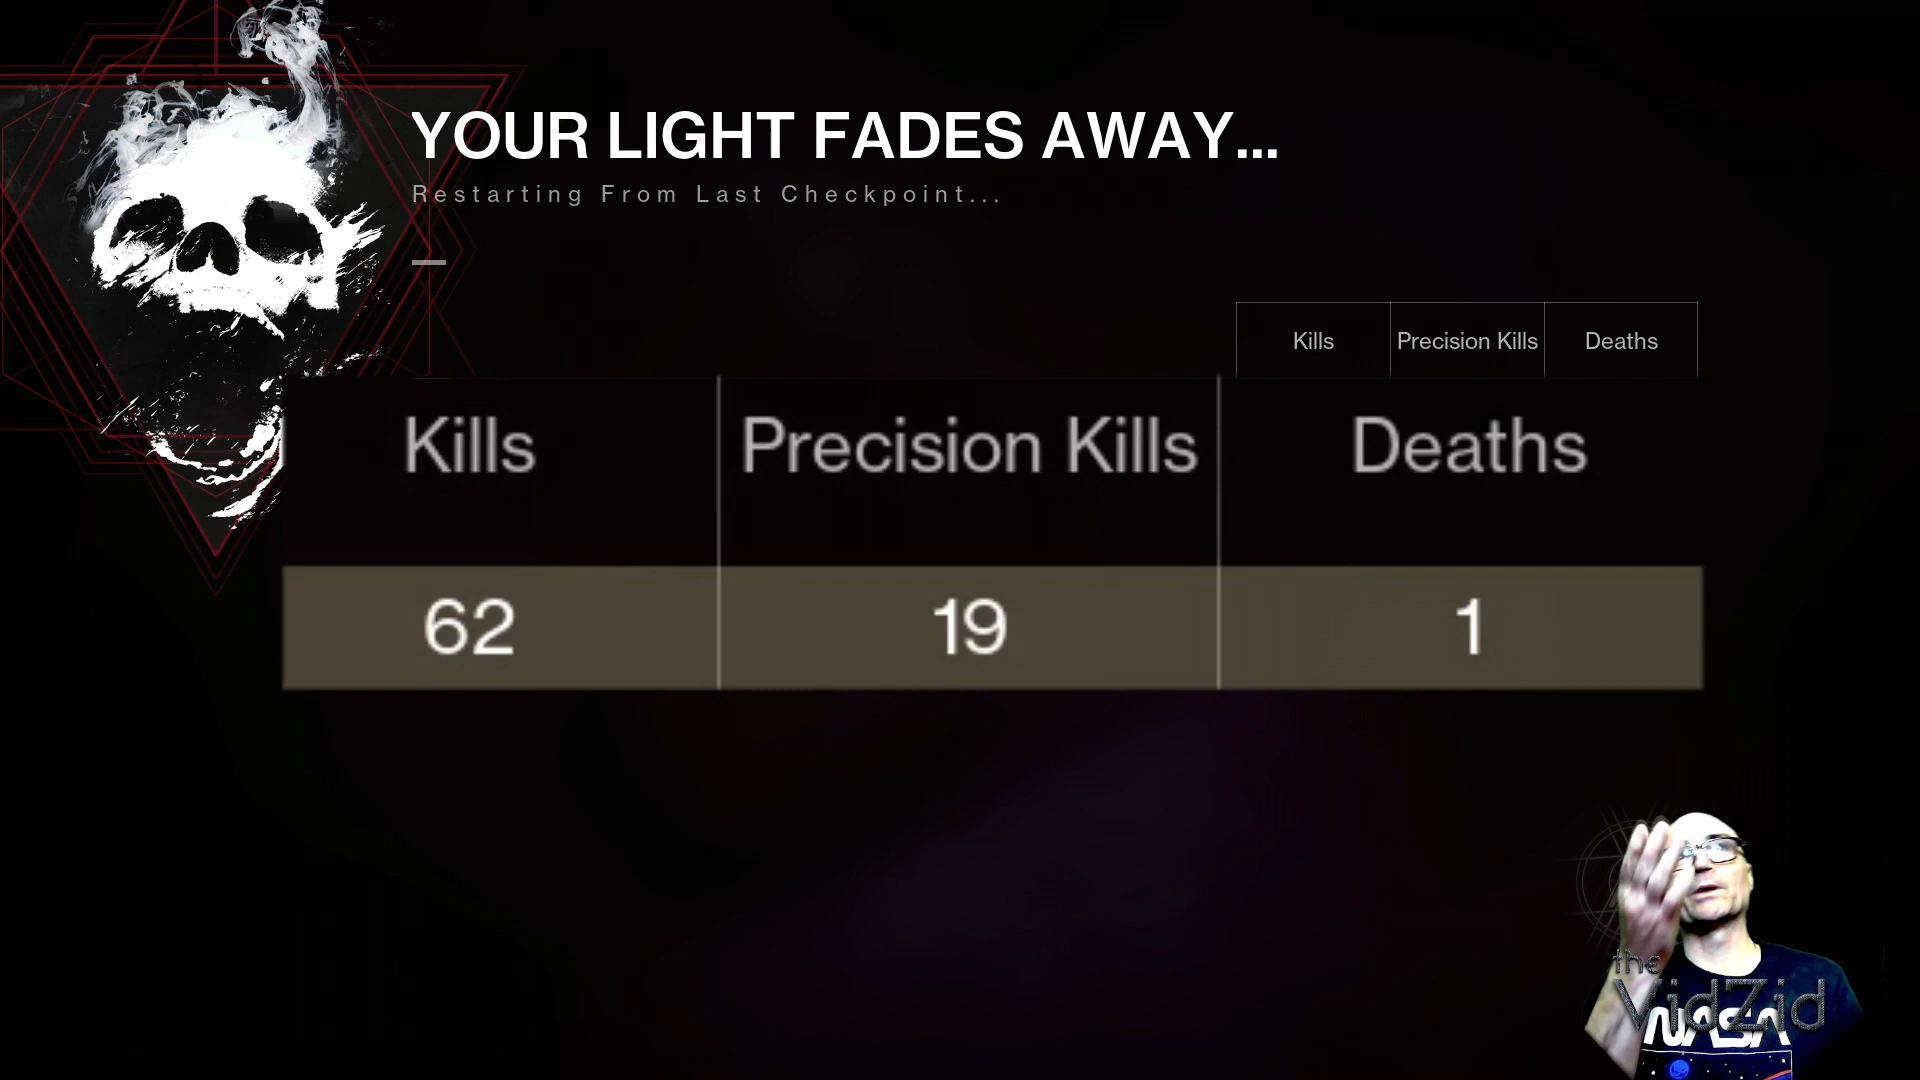 YOUR LIGHT FADES AWAY...
Restarting From Last Checkpoint...
Kills Precision Kills Deaths
Kills Precision Kills Deaths
62 19 1
the
VidZid
NASA